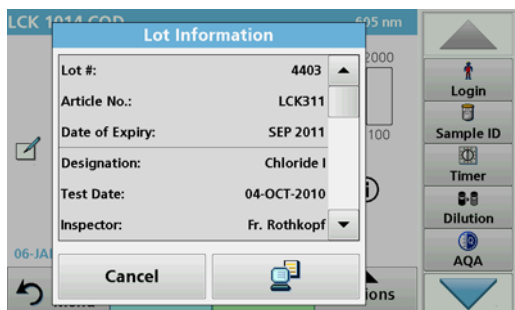 LCK 1014 COD
605 nm
Lot Information
2000
Lot #: 4403
Article No.: LCK311
Date of Expiry: SEP 2011
100
Designation: Chloride I
Test Date: 04-OCT-2010
Inspector: Fr. Rothkopf
06-JA
Cancel
Menu
ions
Login
Sample ID
Timer
Dilution
AQA